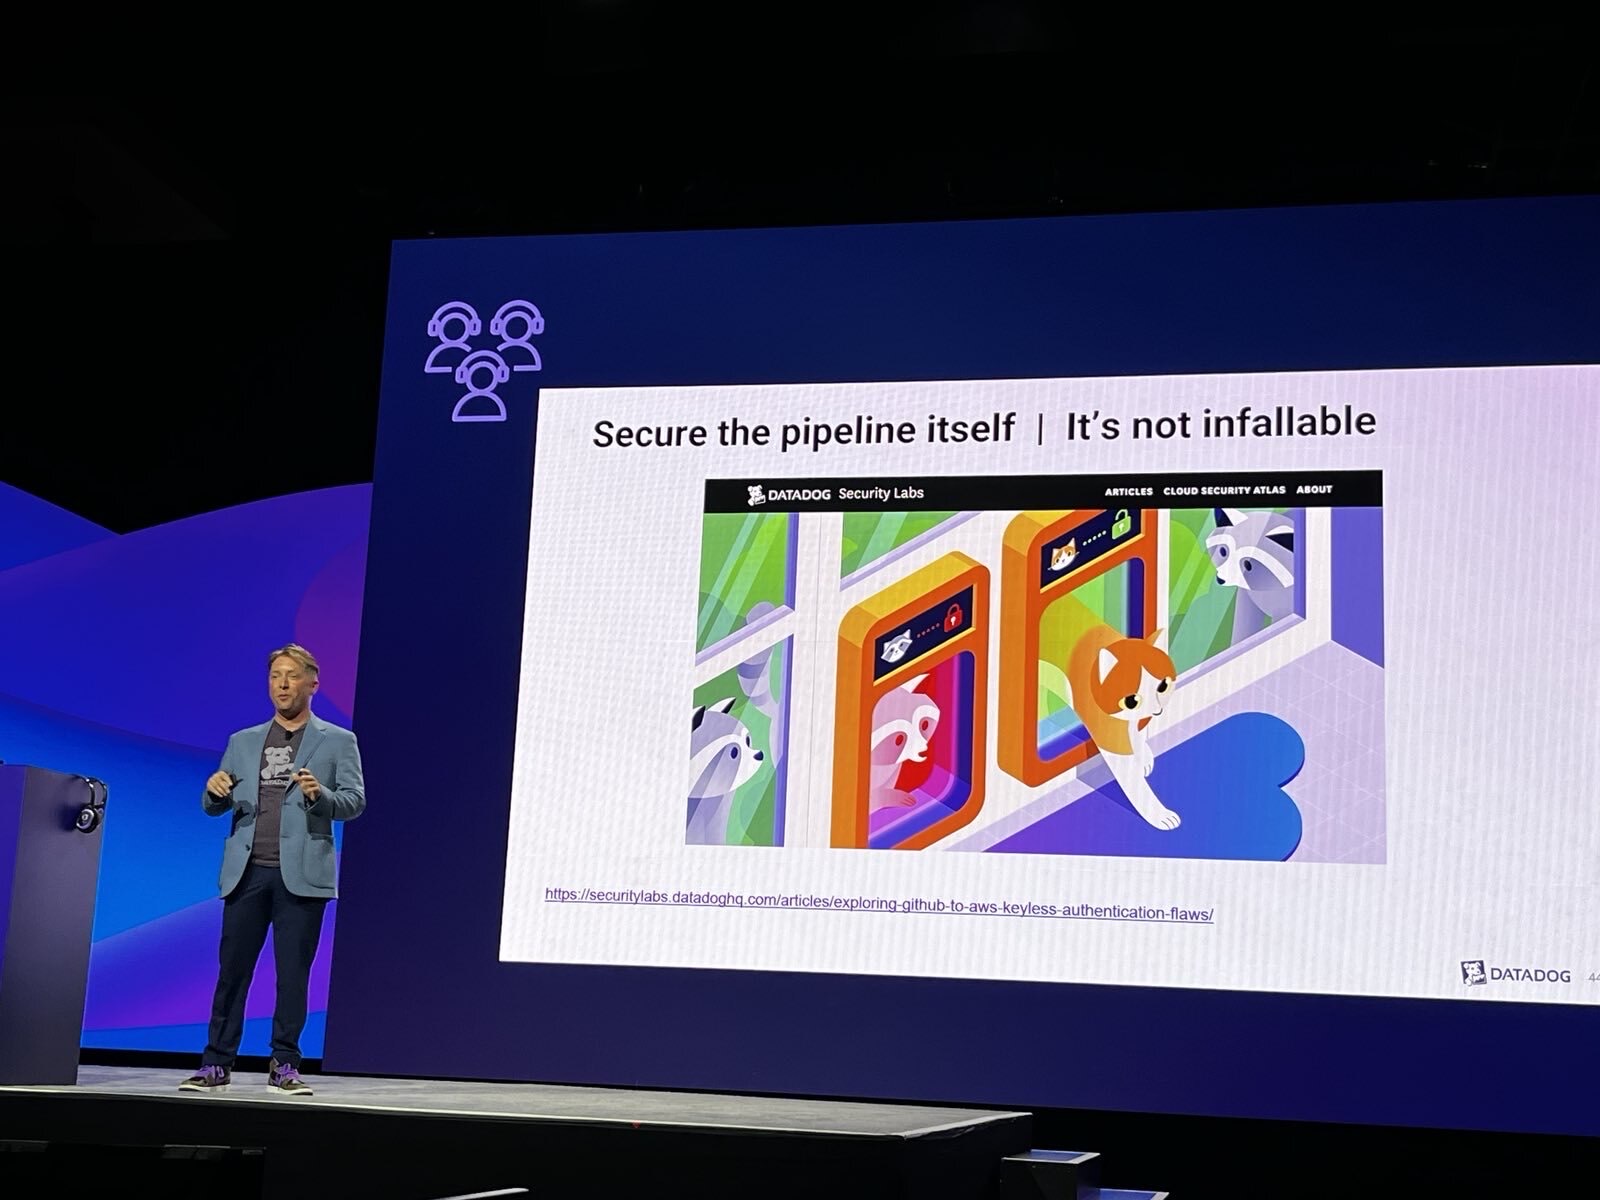 Secure the pipeline itself | It's not infallable
DATADOG Security Labs
ARTICLES CLOUD SECURITY ATLAS ABOUT
https://securitylabs.datadoghq.com/articles/exploring-github-to-aws-keyless-authentication-flaws/
DATADOG